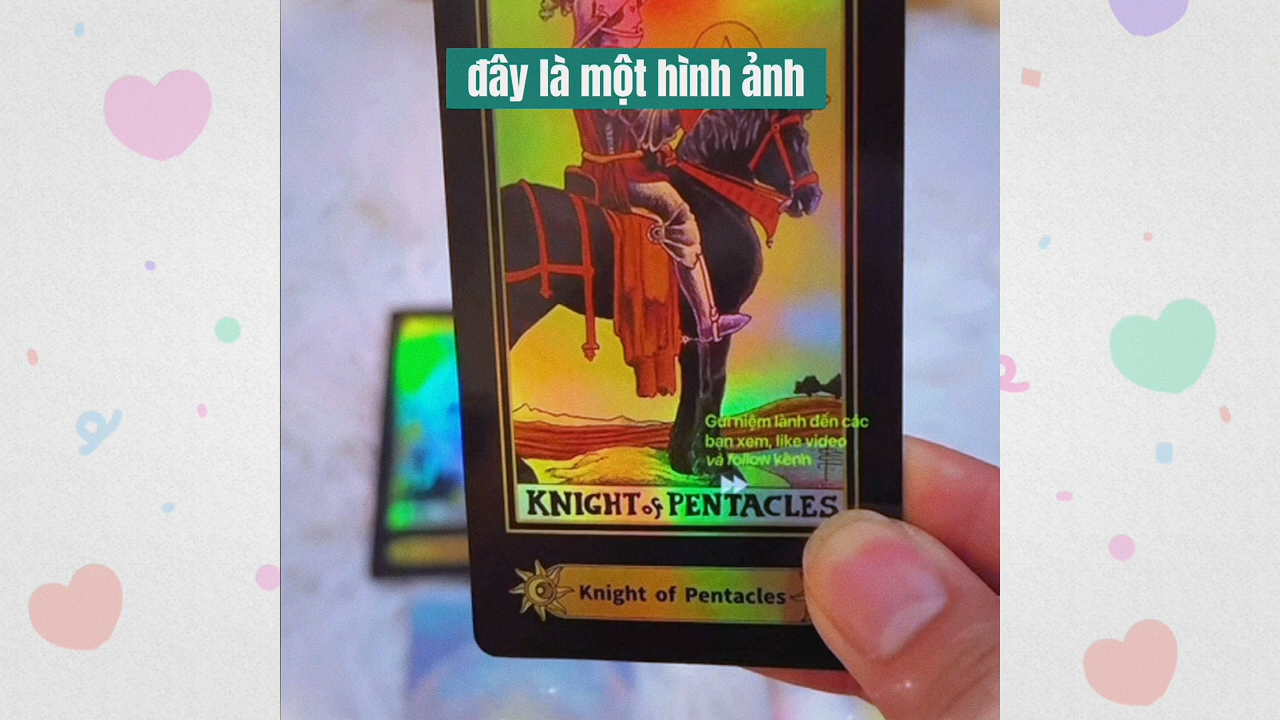 đây là một hình ảnh
Gửi niệm lành đến các
bạn xem, like video
và follow kênh
KNIGHT of PENTACLES
Knight of Pentacles